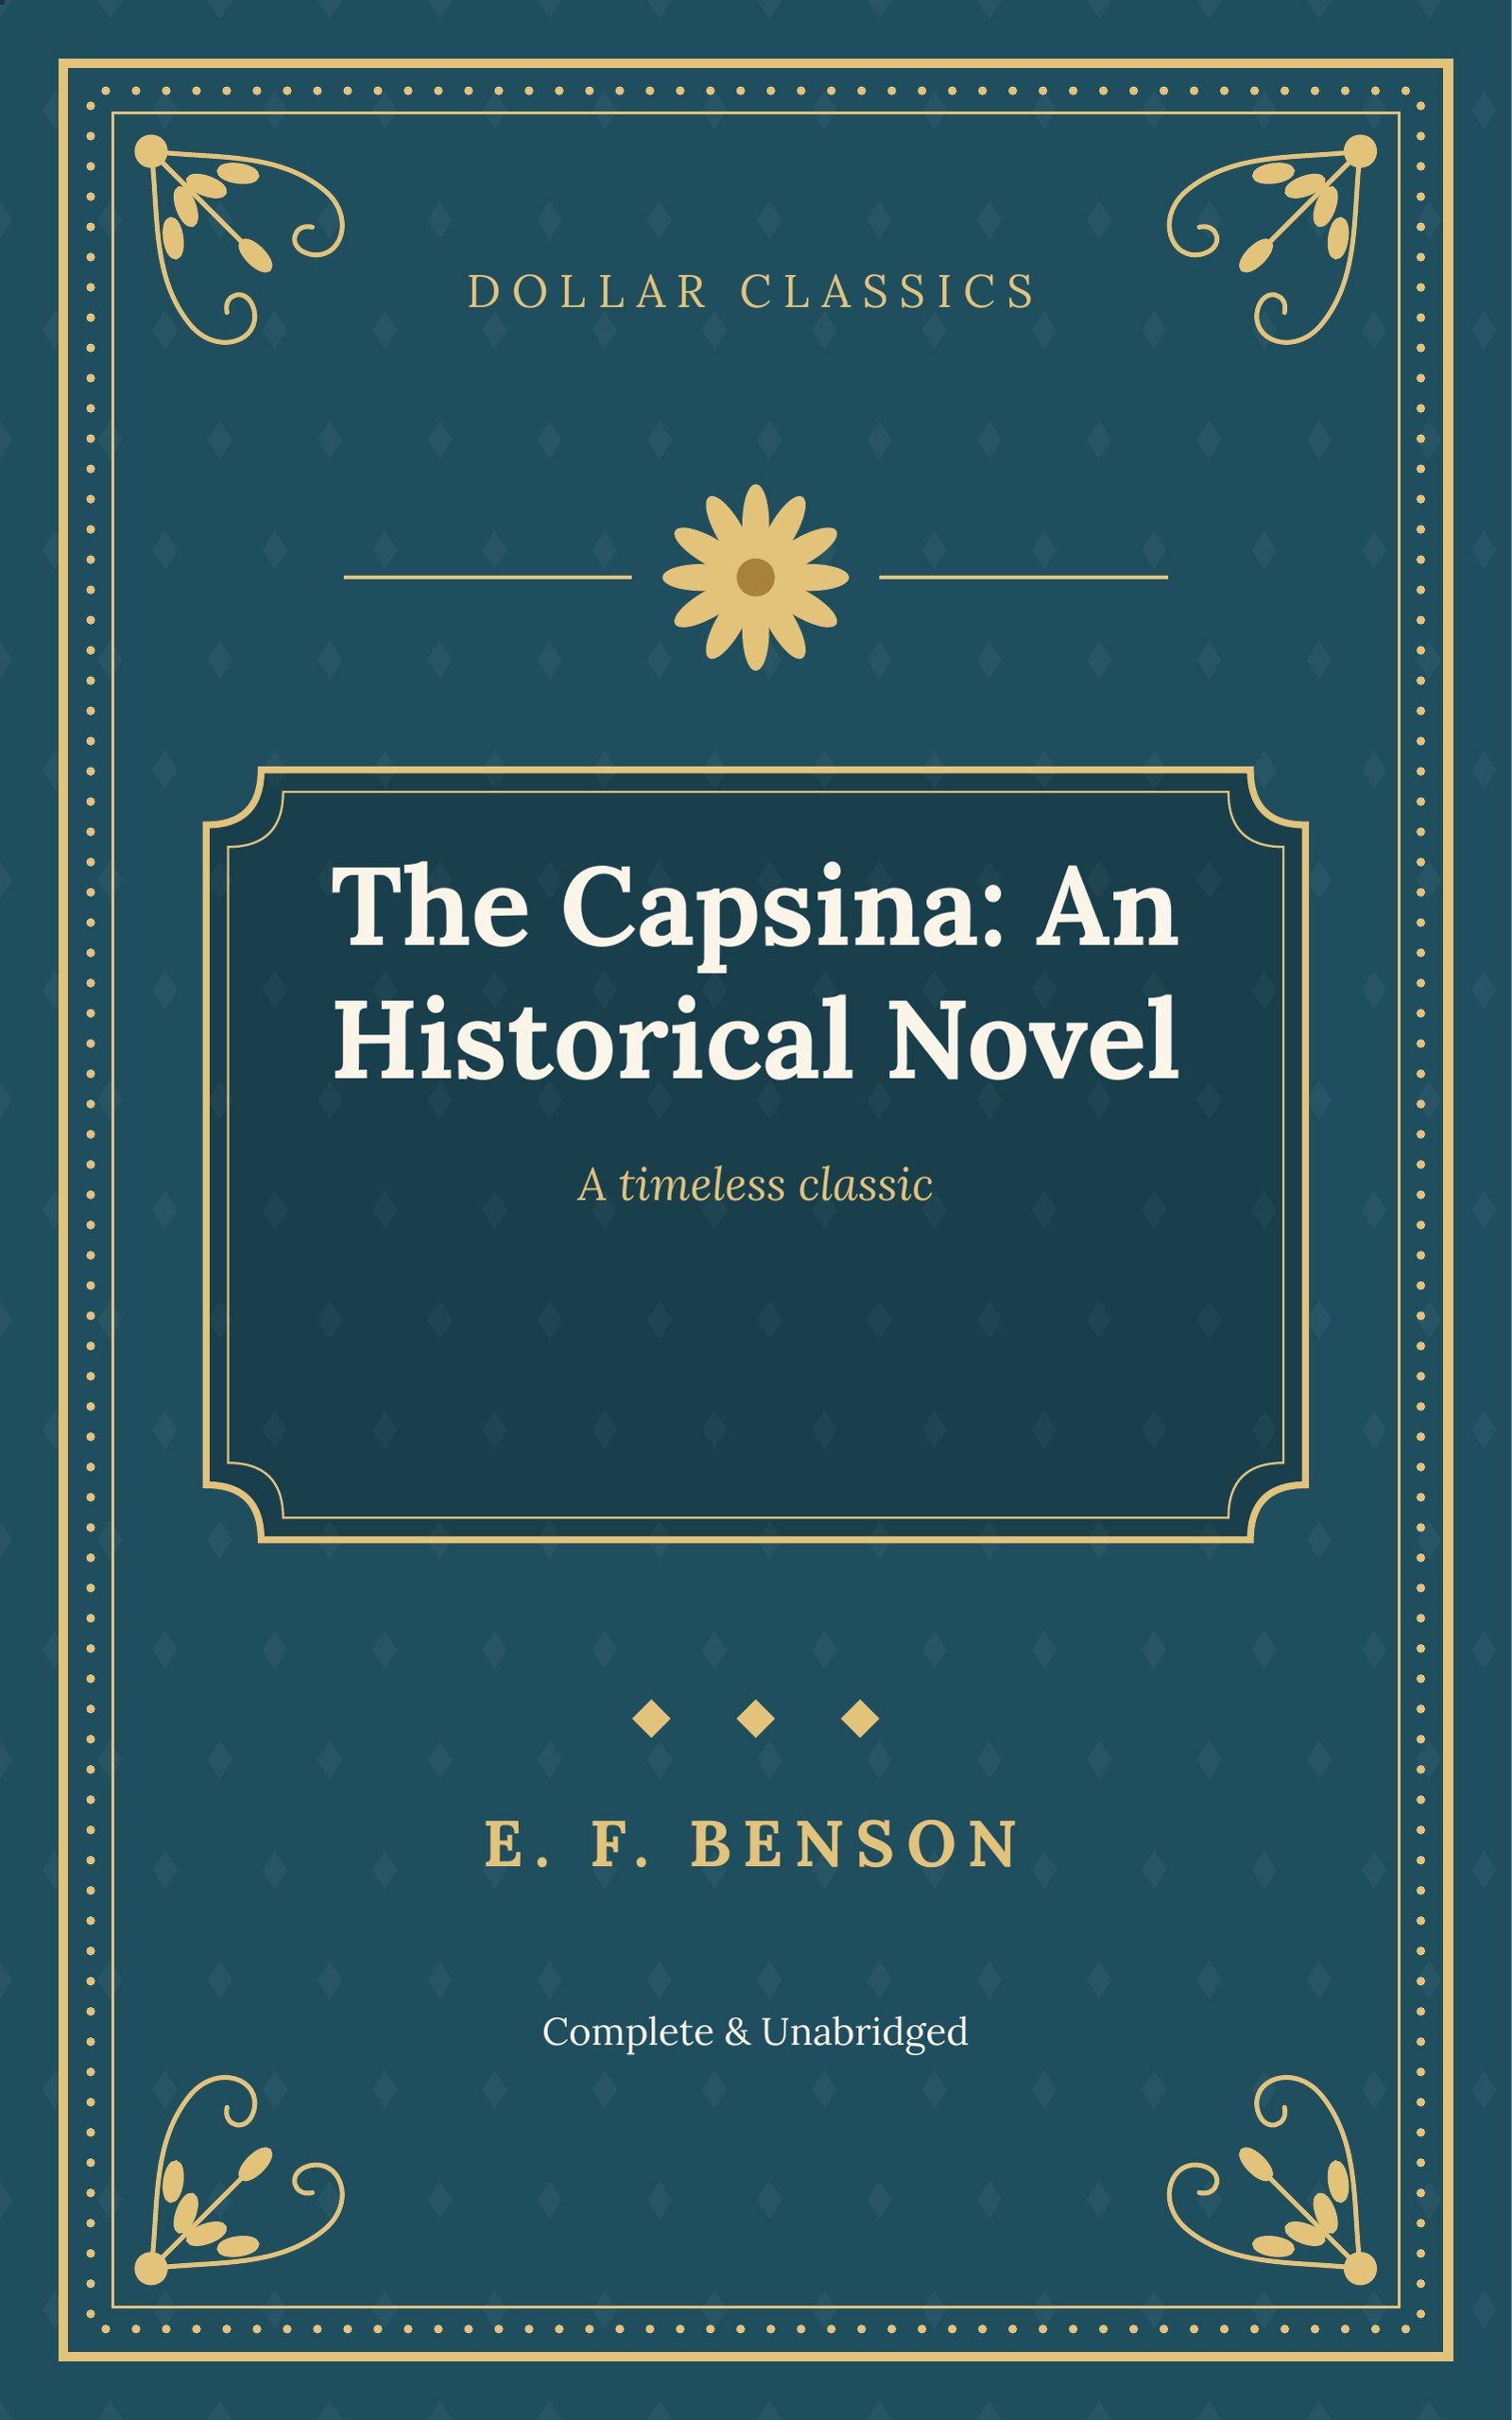 DOLLAR CLASSICS
The Capsina: An
Historical Novel
A timeless classic
E. F. BENSON
Complete & Unabridged